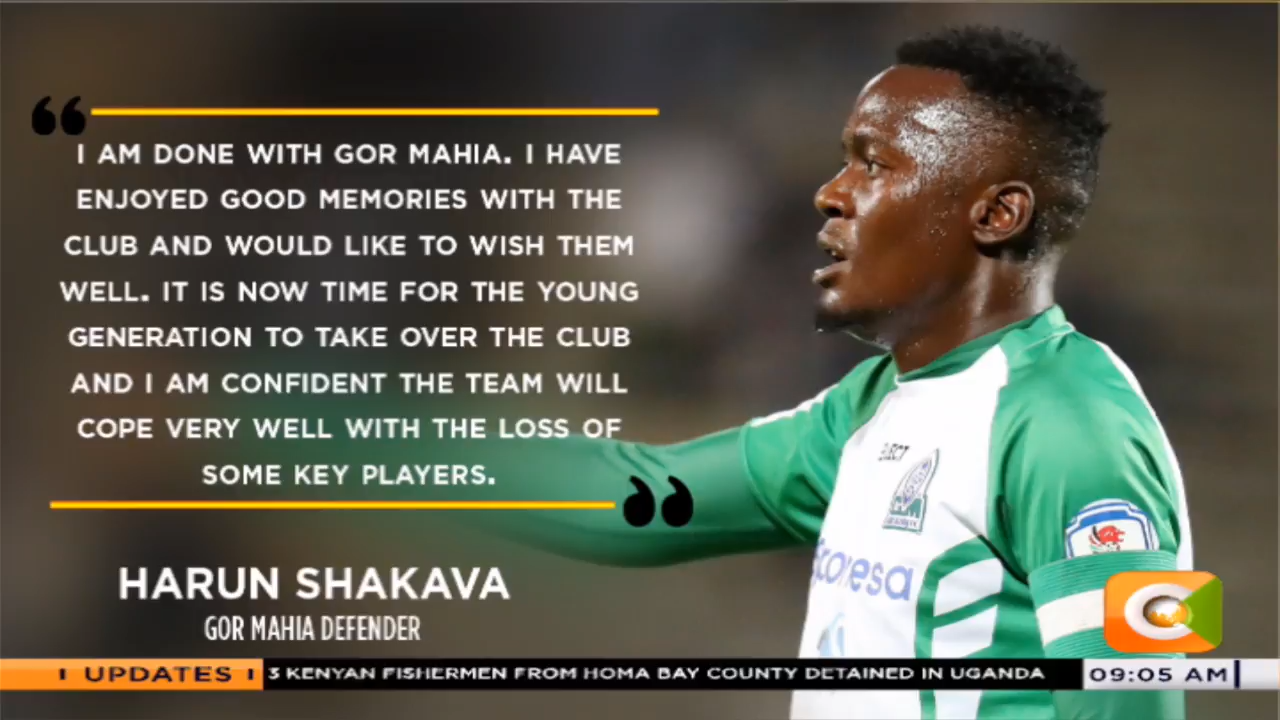 “
I AM DONE WITH GOR MAHIA. I HAVE
ENJOYED GOOD MEMORIES WITH THE
CLUB AND WOULD LIKE TO WISH THEM
WELL. IT IS NOW TIME FOR THE YOUNG
GENERATION TO TAKE OVER THE CLUB
AND I AM CONFIDENT THE TEAM WILL
COPE VERY WELL WITH THE LOSS OF
SOME KEY PLAYERS.
”
HARUN SHAKAVA
GOR MAHIA DEFENDER
UPDATES
3 KENYAN FISHERMEN FROM HOMA BAY COUNTY DETAINED IN UGANDA
09:05 AM